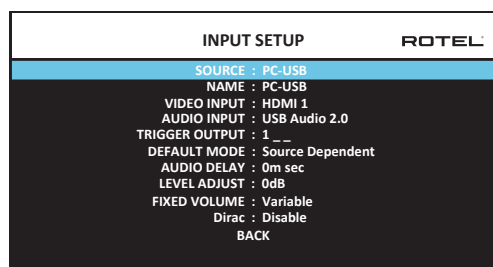 INPUT SETUP ROTEL
SOURCE : PC-USB
NAME : PC-USB
VIDEO INPUT : HDMI 1
AUDIO INPUT : USB Audio 2.0
TRIGGER OUTPUT : 1 _ _
DEFAULT MODE : Source Dependent
AUDIO DELAY : 0m sec
LEVEL ADJUST : 0dB
FIXED VOLUME : Variable
Dirac : Disable
BACK